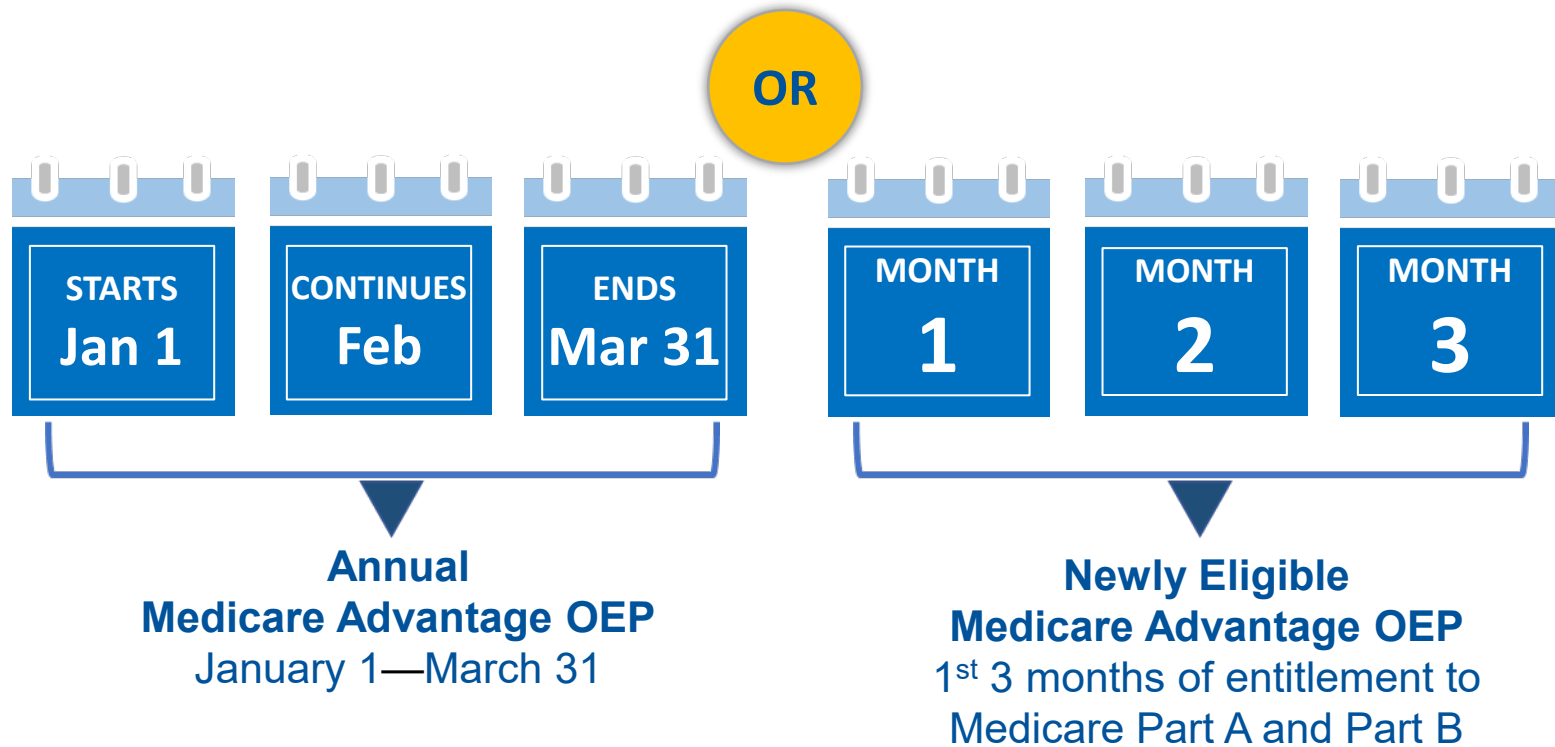 OR
STARTS
Jan 1
CONTINUES
Feb
ENDS
Mar 31
MONTH
1
MONTH
2
MONTH
3
Annual
Medicare Advantage OEP
January 1—March 31
Newly Eligible
Medicare Advantage OEP
1st 3 months of entitlement to
Medicare Part A and Part B